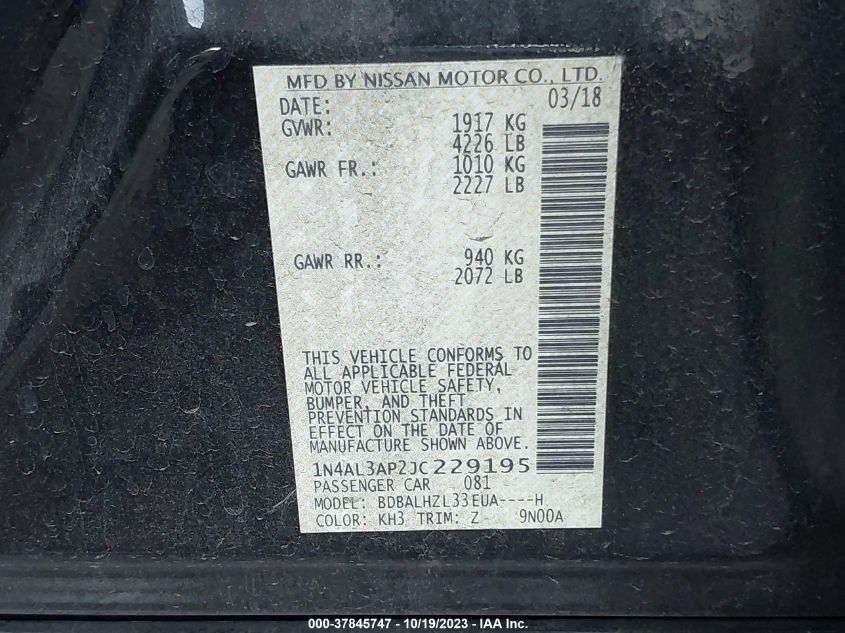 MFD BY NISSAN MOTOR CO., LTD.
DATE: 03/18
GVWR: 1917 KG
4226 LB
GAWR FR.: 1010 KG
2227 LB
GAWR RR.: 940 KG
2072 LB
THIS VEHICLE CONFORMS TO
ALL APPLICABLE FEDERAL
MOTOR VEHICLE SAFETY,
BUMPER, AND THEFT
PREVENTION STANDARDS IN
EFFECT ON THE DATE OF
MANUFACTURE SHOWN ABOVE.
1N4AL3AP2JC229195
PASSENGER CAR 081
MODEL: BDBALHZL33EUA----H
COLOR: KH3 TRIM: Z 9N00A
000-37845747 - 10/19/2023 - IAA Inc.